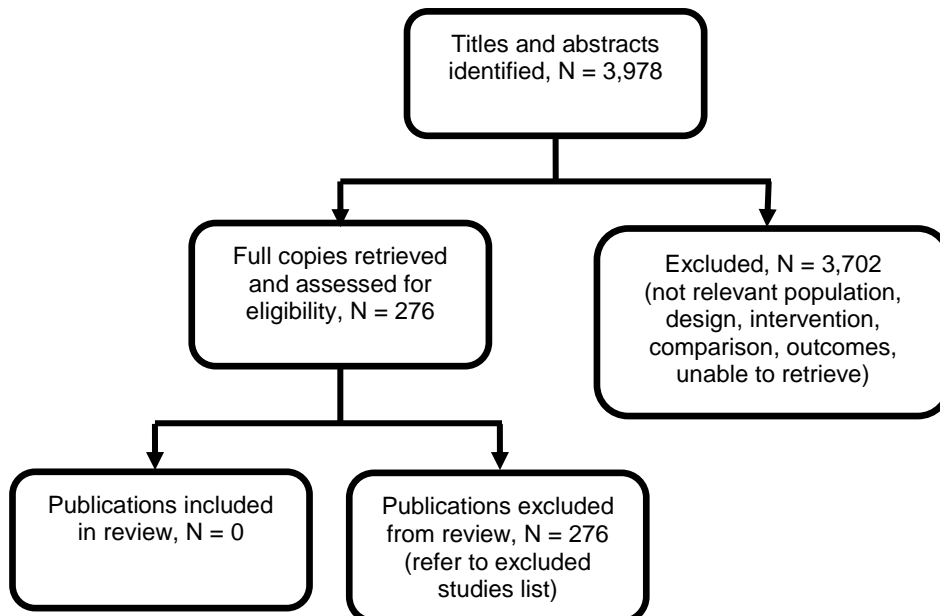 Titles and abstracts
identified, N = 3,978
Full copies retrieved
and assessed for
eligibility, N = 276
Excluded, N = 3,702
(not relevant population,
design, intervention,
comparison, outcomes,
unable to retrieve)
Publications included
in review, N = 0
Publications excluded
from review, N = 276
(refer to excluded
studies list)